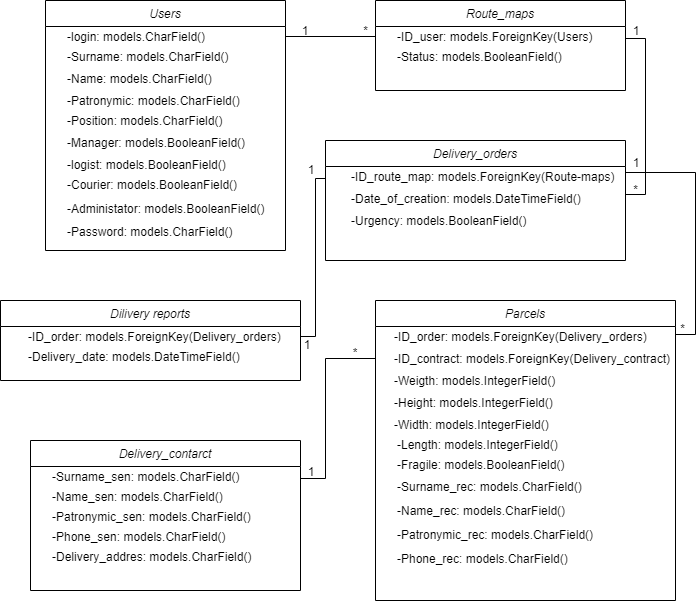 Users
-login: models.CharField()
-Surname: models.CharField()
-Name: models.CharField()
-Patronymic: models.CharField()
-Position: models.CharField()
-Manager: models.BooleanField()
-logist: models.BooleanField()
-Courier: models.BooleanField()
-Administator: models.BooleanField()
-Password: models.CharField()
1
*
Route_maps
-ID_user: models.ForeignKey(Users)
-Status: models.BooleanField()
1
Delivery_orders
-ID_route_map: models.ForeignKey(Route-maps)
-Date_of_creation: models.DateTimeField()
-Urgency: models.BooleanField()
1
1
*
Dilivery reports
-ID_order: models.ForeignKey(Delivery_orders)
-Delivery_date: models.DateTimeField()
1
*
Parcels
-ID_order: models.ForeignKey(Delivery_orders)
-ID_contract: models.ForeignKey(Delivery_contract)
-Weigth: models.IntegerField()
-Height: models.IntegerField()
-Width: models.IntegerField()
-Length: models.IntegerField()
-Fragile: models.BooleanField()
-Surname_rec: models.CharField()
-Name_rec: models.CharField()
-Patronymic_rec: models.CharField()
-Phone_rec: models.CharField()
*
Delivery_contarct
-Surname_sen: models.CharField()
-Name_sen: models.CharField()
-Patronymic_sen: models.CharField()
-Phone_sen: models.CharField()
-Delivery_addres: models.CharField()
1